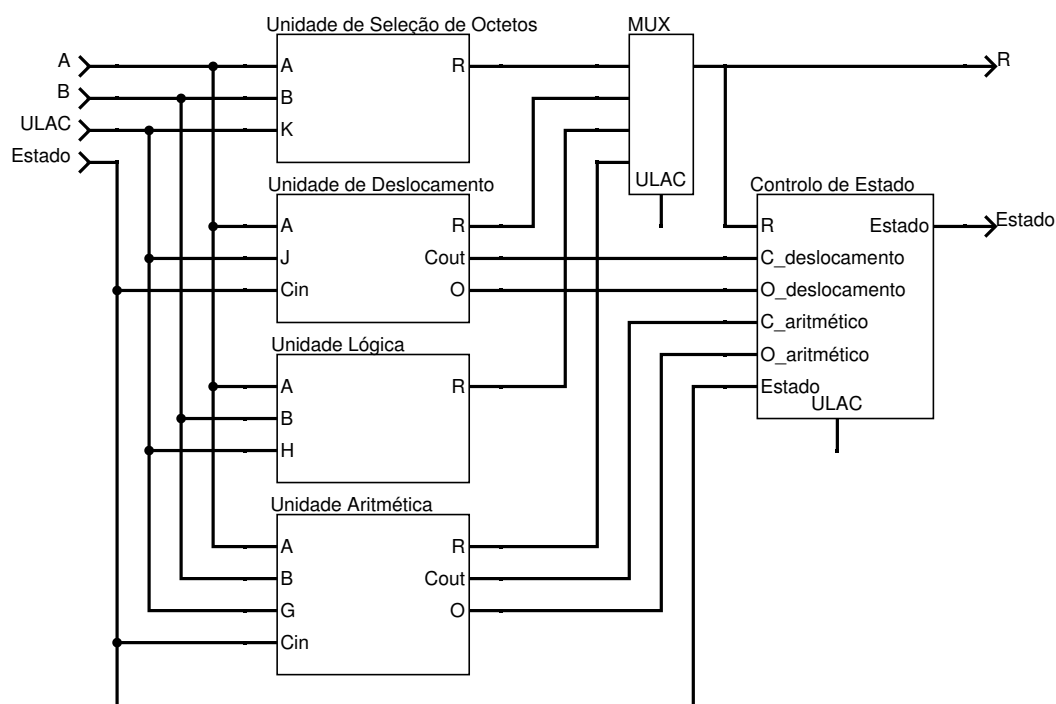 Unidade de Seleção de Octetos
MUX
A
A
R
R
B
B
ULAC
K
Estado
Unidade de Deslocamento
ULAC
Controlo de Estado
A
R
R
Estado
Estado
J
Cout
C_deslocamento
Cin
O
O_deslocamento
C_aritmético
Unidade Lógica
O_aritmético
A
R
Estado
ULAC
B
H
Unidade Aritmética
A
R
B
Cout
G
O
Cin